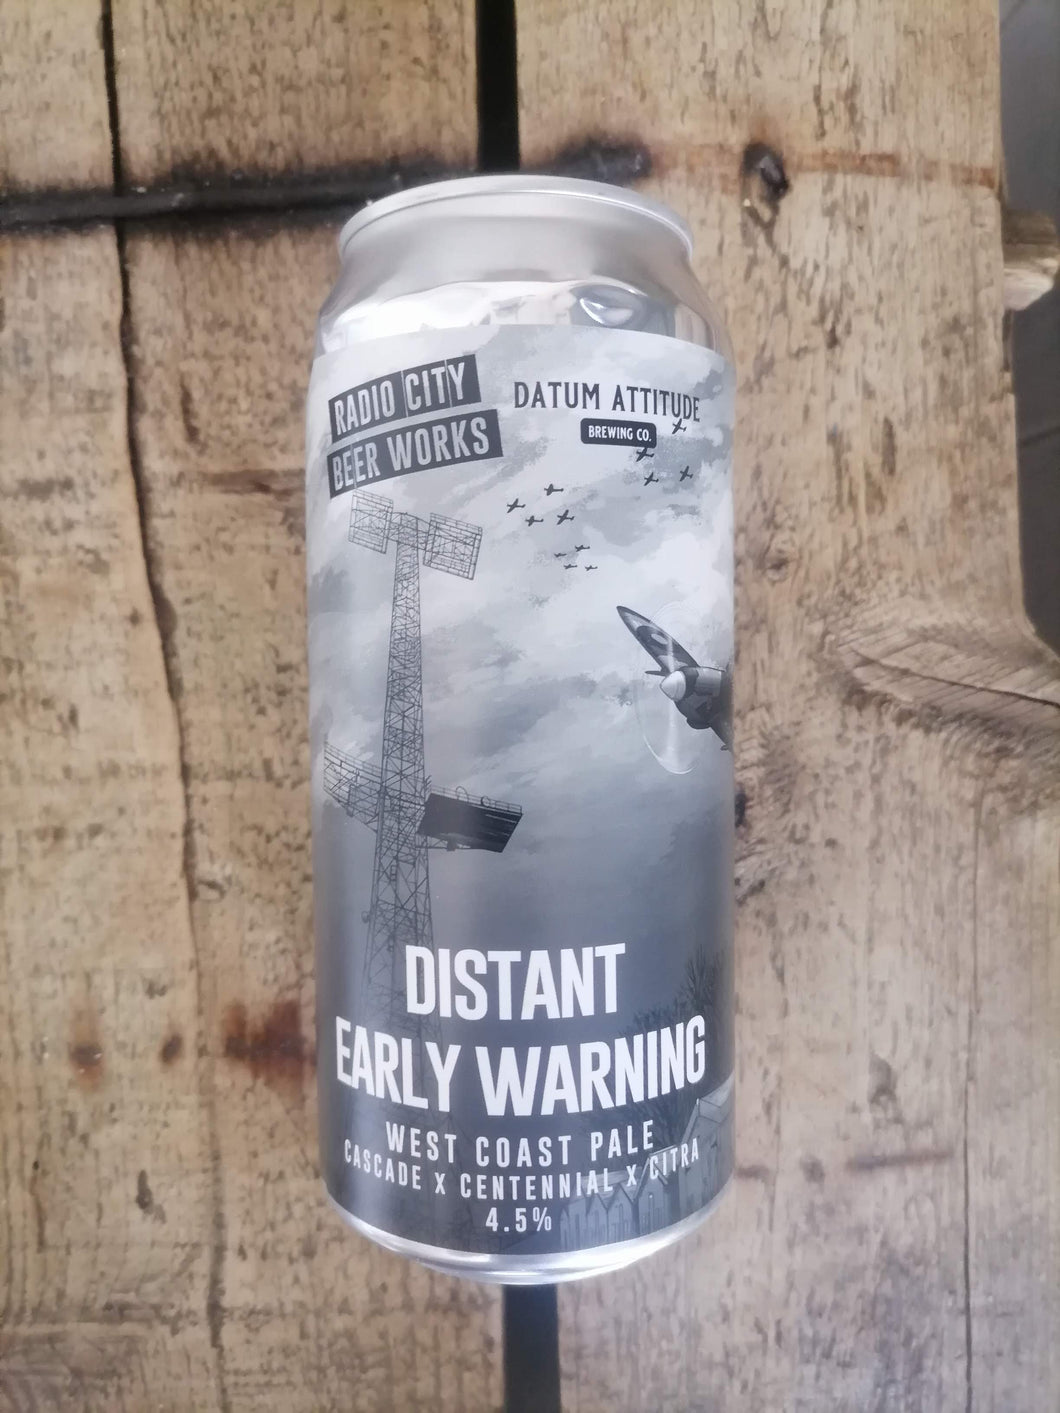 RADIO CITY
BEER WORKS
DATUM ATTITUDE
BREWING CO.
DISTANT
EARLY WARNING
WEST COAST PALE
CASCADE X CENTENNIAL X CITRA
4.5%